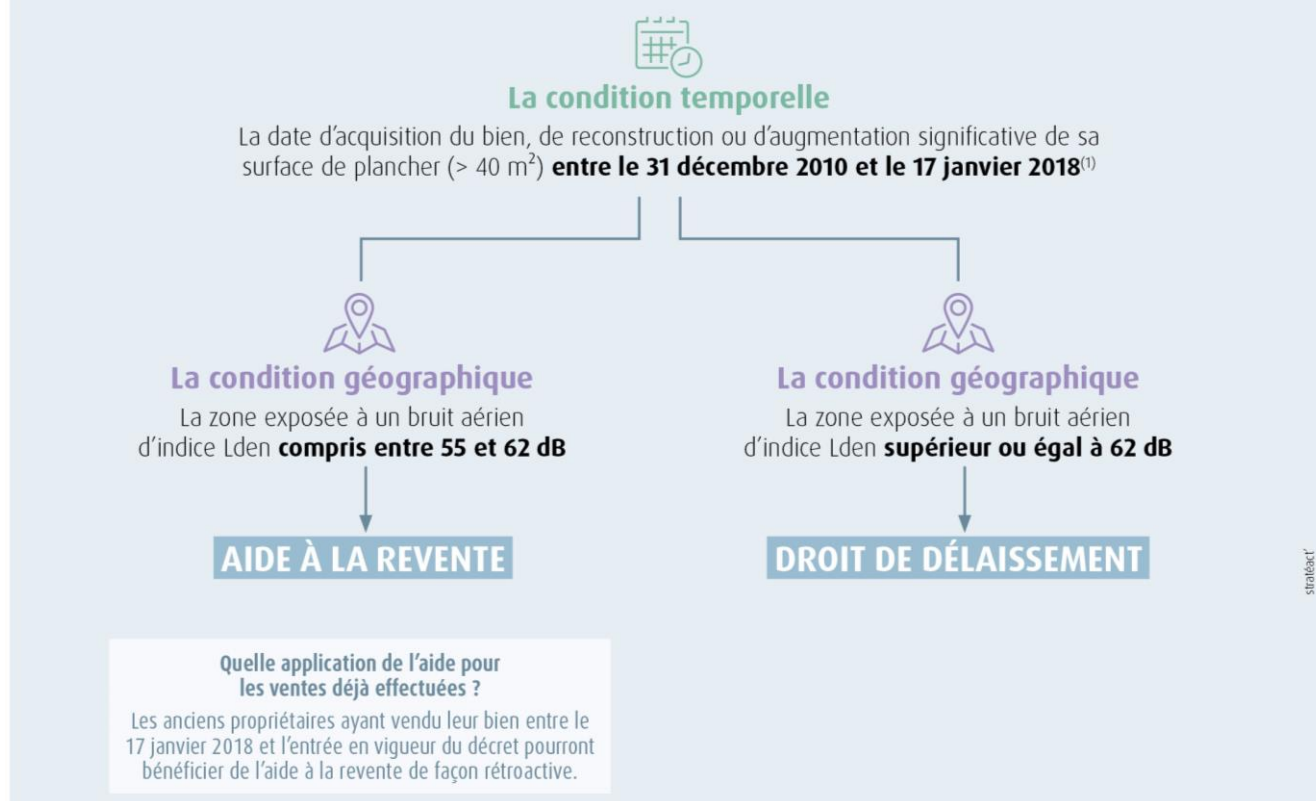 La condition temporelle
La date d’acquisition du bien, de reconstruction ou d’augmentation significative de sa
surface de plancher (> 40 m²) entre le 31 décembre 2010 et le 17 janvier 2018⁽¹⁾
La condition géographique
La zone exposée à un bruit aérien
d’indice Lden compris entre 55 et 62 dB
AIDE À LA REVENTE
La condition géographique
La zone exposée à un bruit aérien
d’indice Lden supérieur ou égal à 62 dB
DROIT DE DÉLAISSEMENT
Quelle application de l’aide pour
les ventes déjà effectuées ?
Les anciens propriétaires ayant vendu leur bien entre le
17 janvier 2018 et l’entrée en vigueur du décret pourront
bénéficier de l’aide à la revente de façon rétroactive.
stratéact’